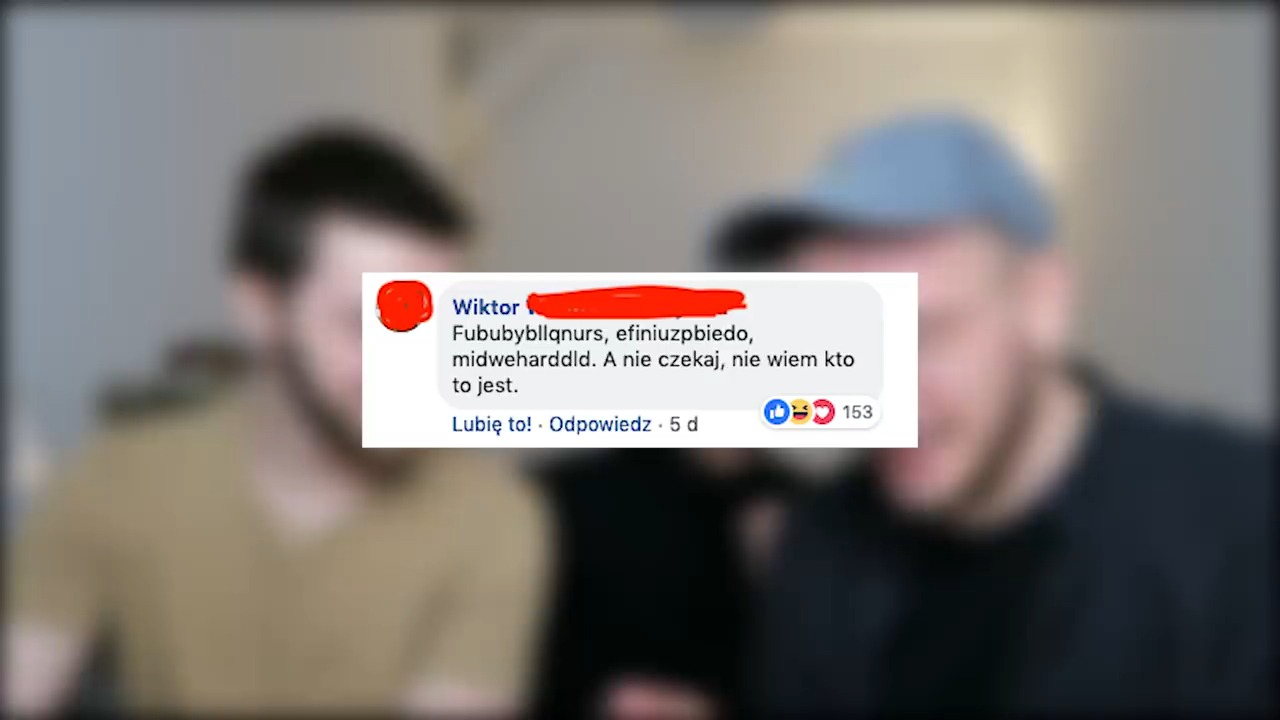 Wiktor
Fububybllqnurs, efiniuzpbiedo,
midweharddld. A nie czekaj, nie wiem kto
to jest.
Lubię to! · Odpowiedz · 5 d
153